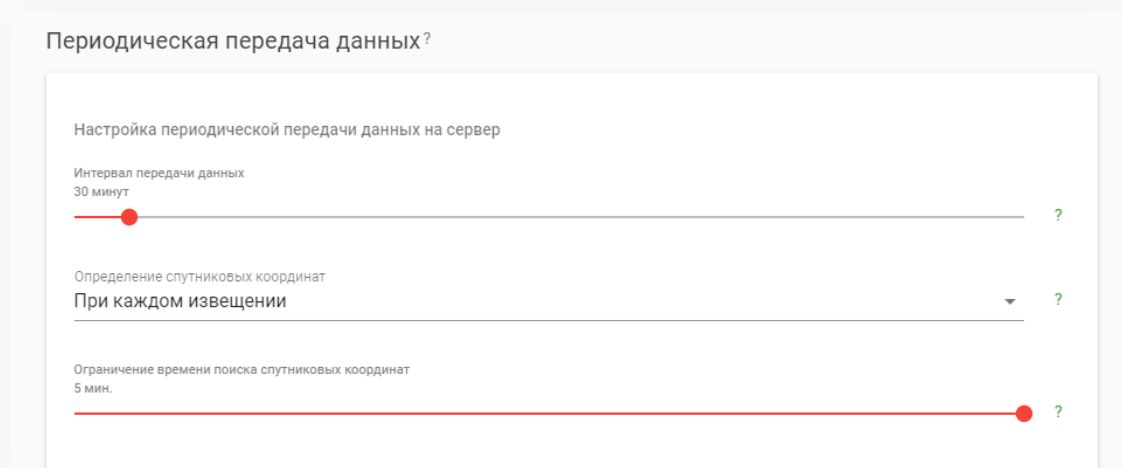 Периодическая передача данных?
Настройка периодической передачи данных на сервер
Интервал передачи данных
30 минут
?
Определение спутниковых координат
При каждом извещении
?
Ограничение времени поиска спутниковых координат
5 мин.
?